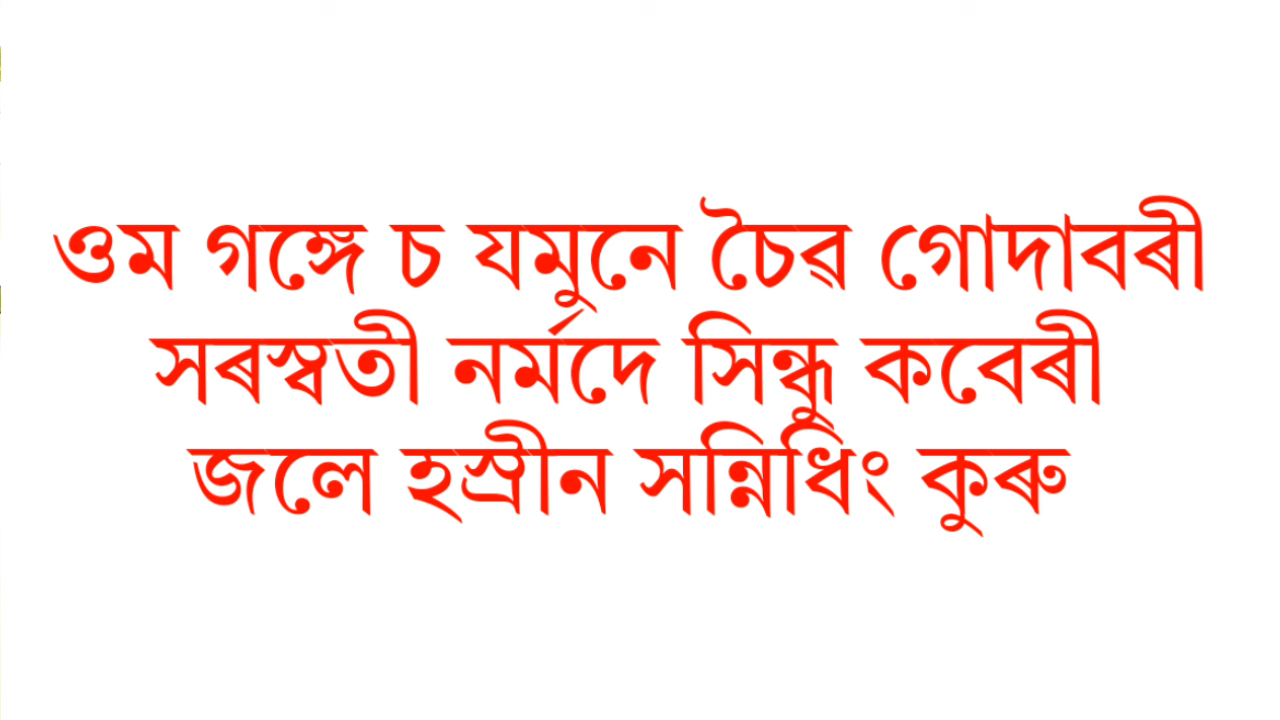 ওম গঙ্গে চ যমুনে চৈৱ গোদাবৰী
সৰস্বতী নৰ্মদে সিন্ধু কবেৰী
জলে হস্ৰীন সন্নিধিং কুৰু